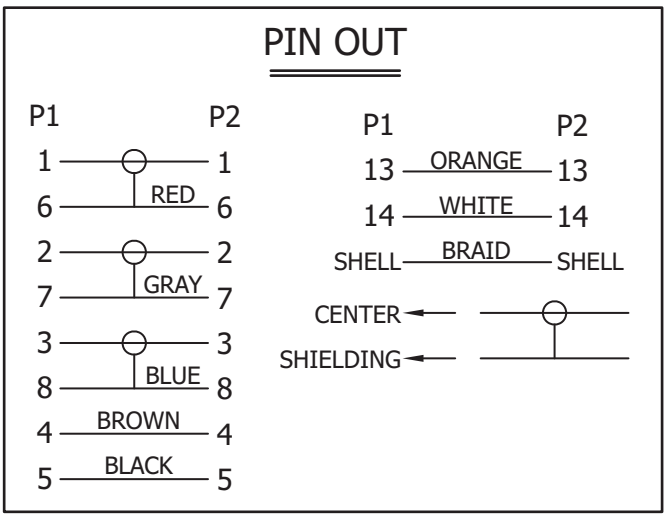 PIN OUT
P1 P2
1 1
6 RED 6
2 2
7 GRAY 7
3 3
8 BLUE 8
4 BROWN 4
5 BLACK 5
P1 P2
13 ORANGE 13
14 WHITE 14
SHELL BRAID SHELL
CENTER
SHIELDING